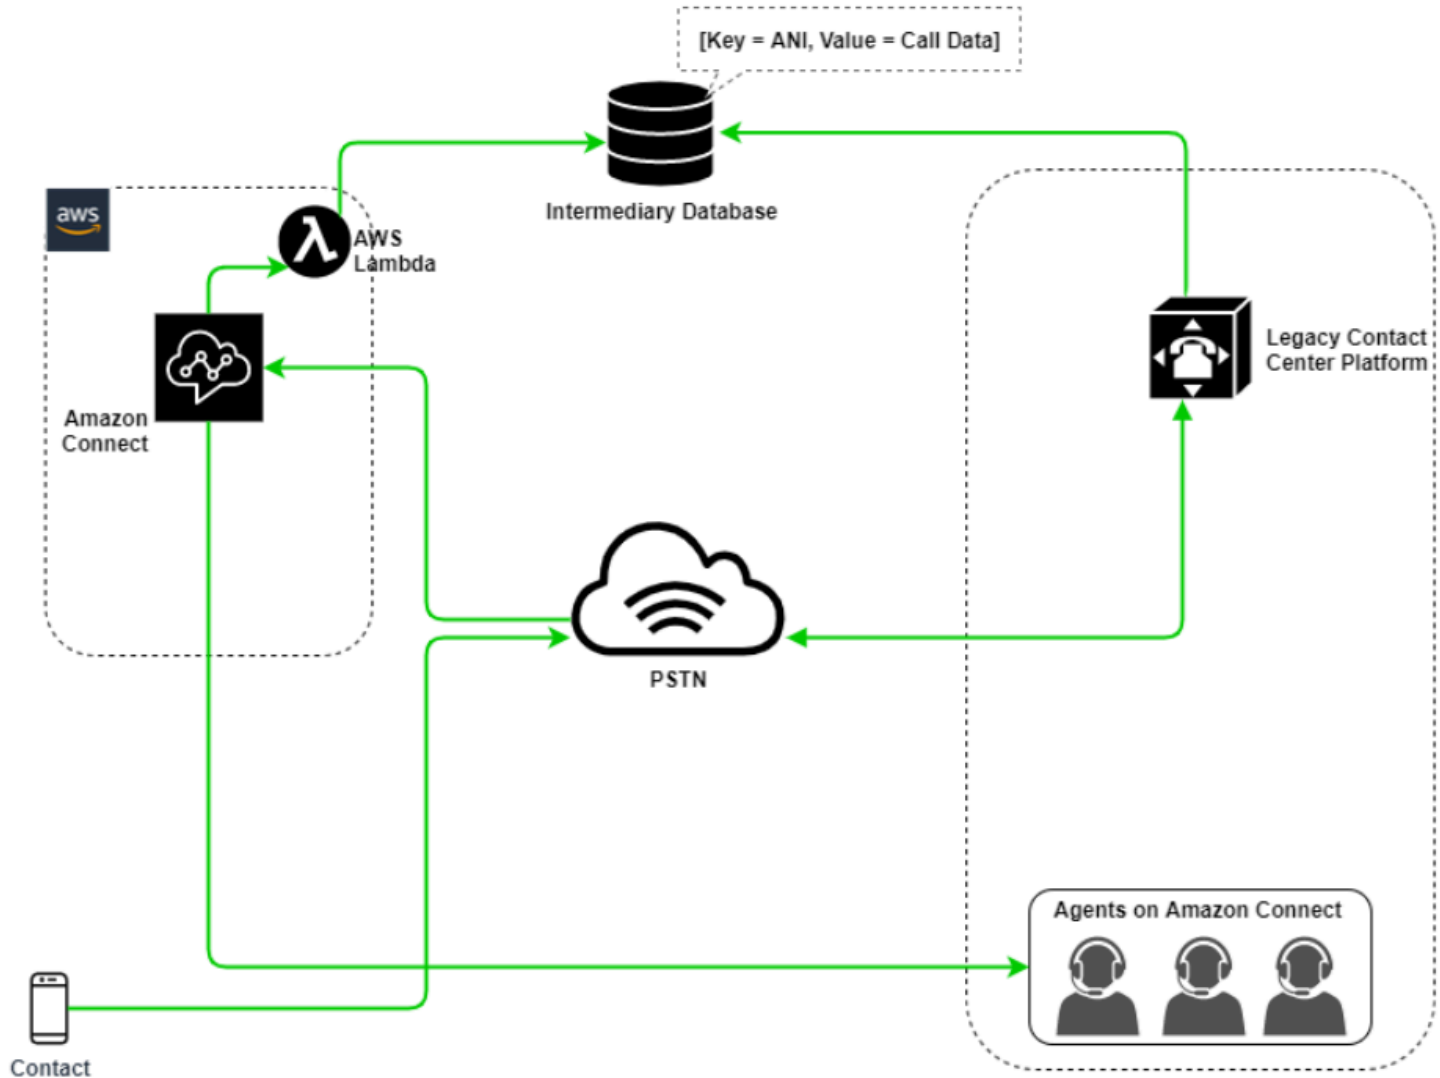 [Key = ANI, Value = Call Data]
Intermediary Database
aws
AWS
Lambda
Legacy Contact
Center Platform
Amazon
Connect
PSTN
Agents on Amazon Connect
Contact